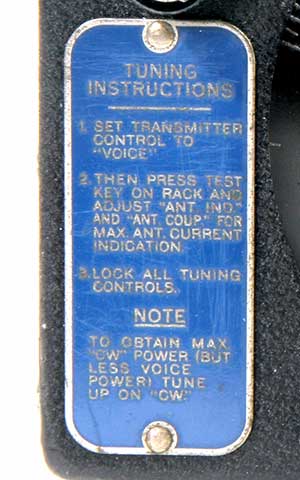 TUNING
INSTRUCTIONS
1. SET TRANSMITTER
CONTROL TO
"VOICE"
2. THEN PRESS TEST
KEY ON RACK AND
ADJUST "ANT. IND."
AND "ANT. COUP." FOR
MAX. ANT. CURRENT
INDICATION.
3. LOCK ALL TUNING
CONTROLS.
NOTE
TO OBTAIN MAX.
"CW" POWER (BUT
LESS VOICE
POWER) TUNE
UP ON "CW."